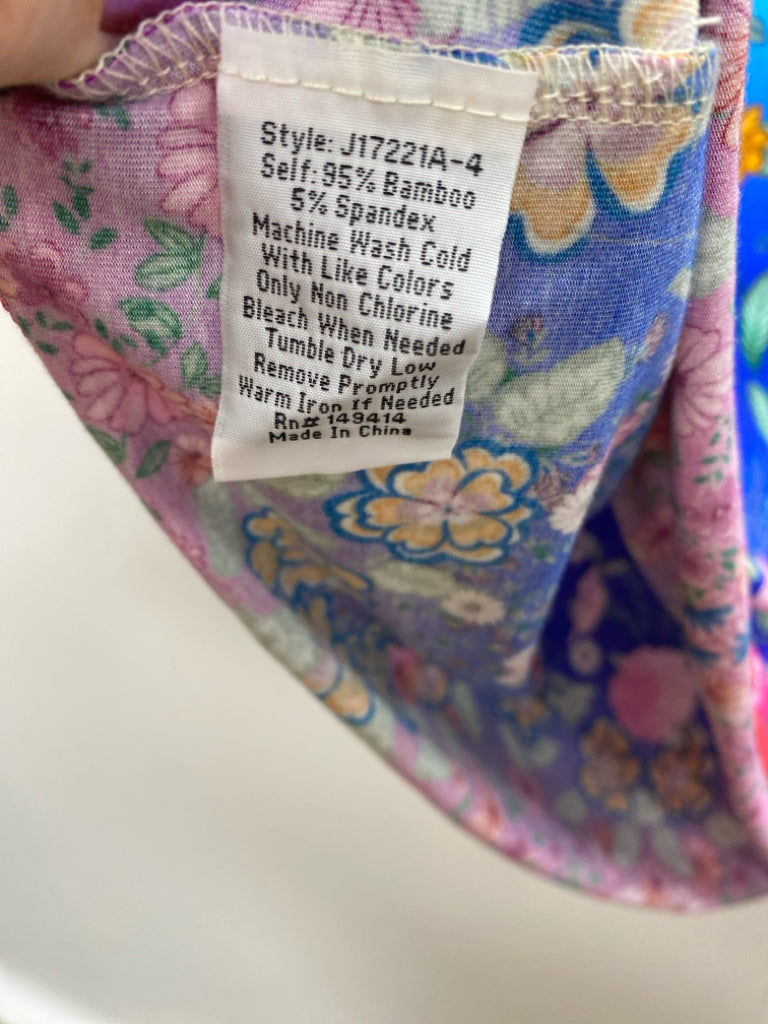 Style: J17221A-4
Self: 95% Bamboo
5% Spandex
Machine Wash Cold
With Like Colors
Only Non Chlorine
Bleach When Needed
Tumble Dry Low
Remove Promptly
Warm Iron If Needed
Rn# 149414
Made In China